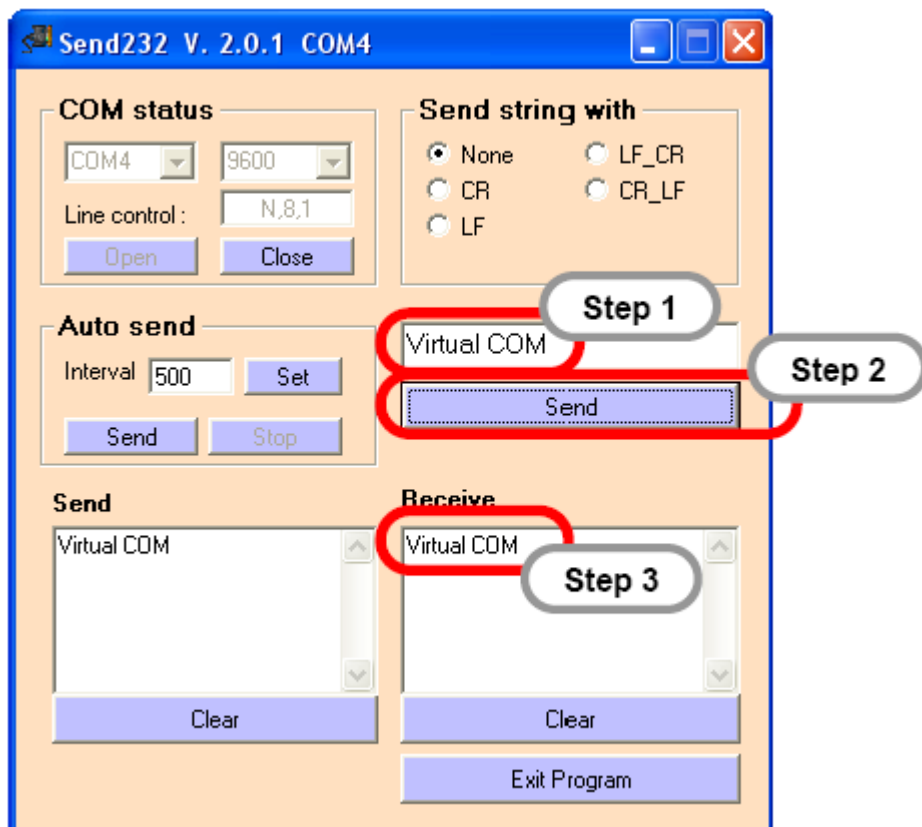 Send232 V. 2.0.1 COM4
COM status
COM4 9600
Line control : N,8,1
Open Close
Send string with
None LF_CR
CR CR_LF
LF
Auto send
Interval 500 Set
Send Stop
Step 1
Virtual COM
Step 2
Send
Send
Virtual COM
Clear
Receive
Virtual COM
Step 3
Clear
Exit Program